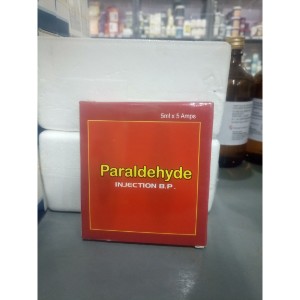 5ml x 5 Amps
Paraldehyde
INJECTION B.P.